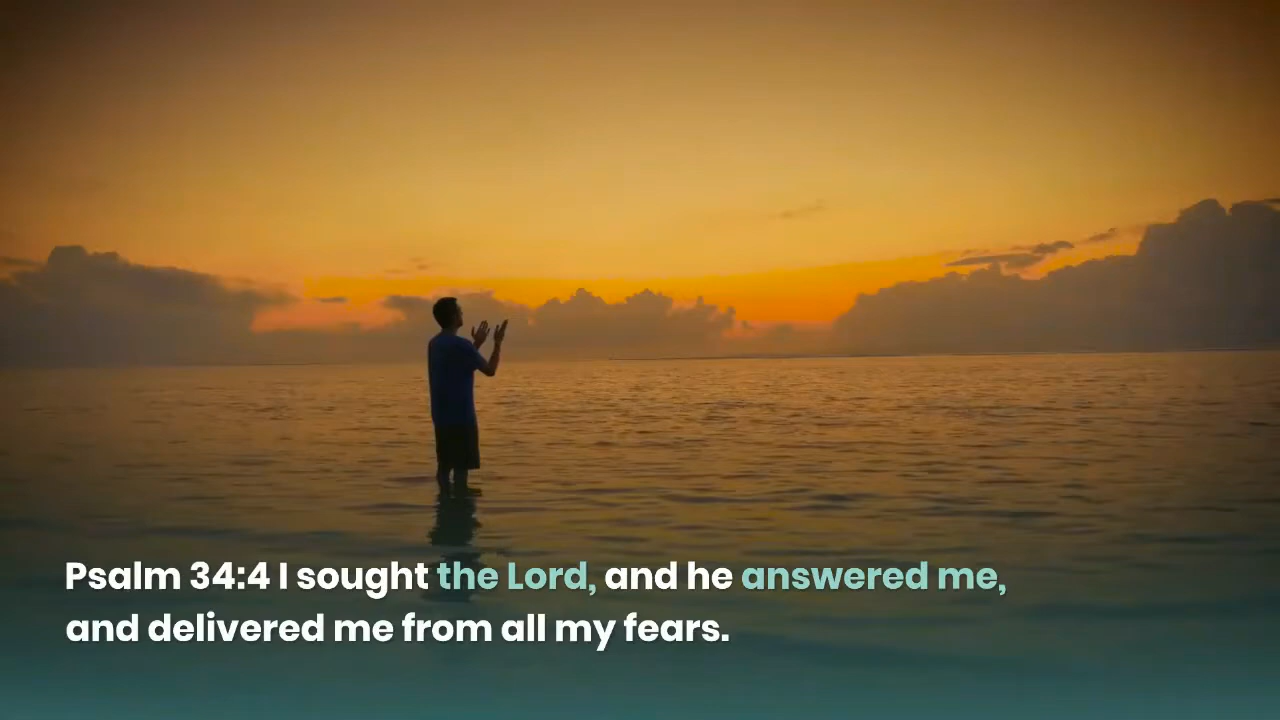 Psalm 34:4 I sought the Lord, and he answered me,
and delivered me from all my fears.